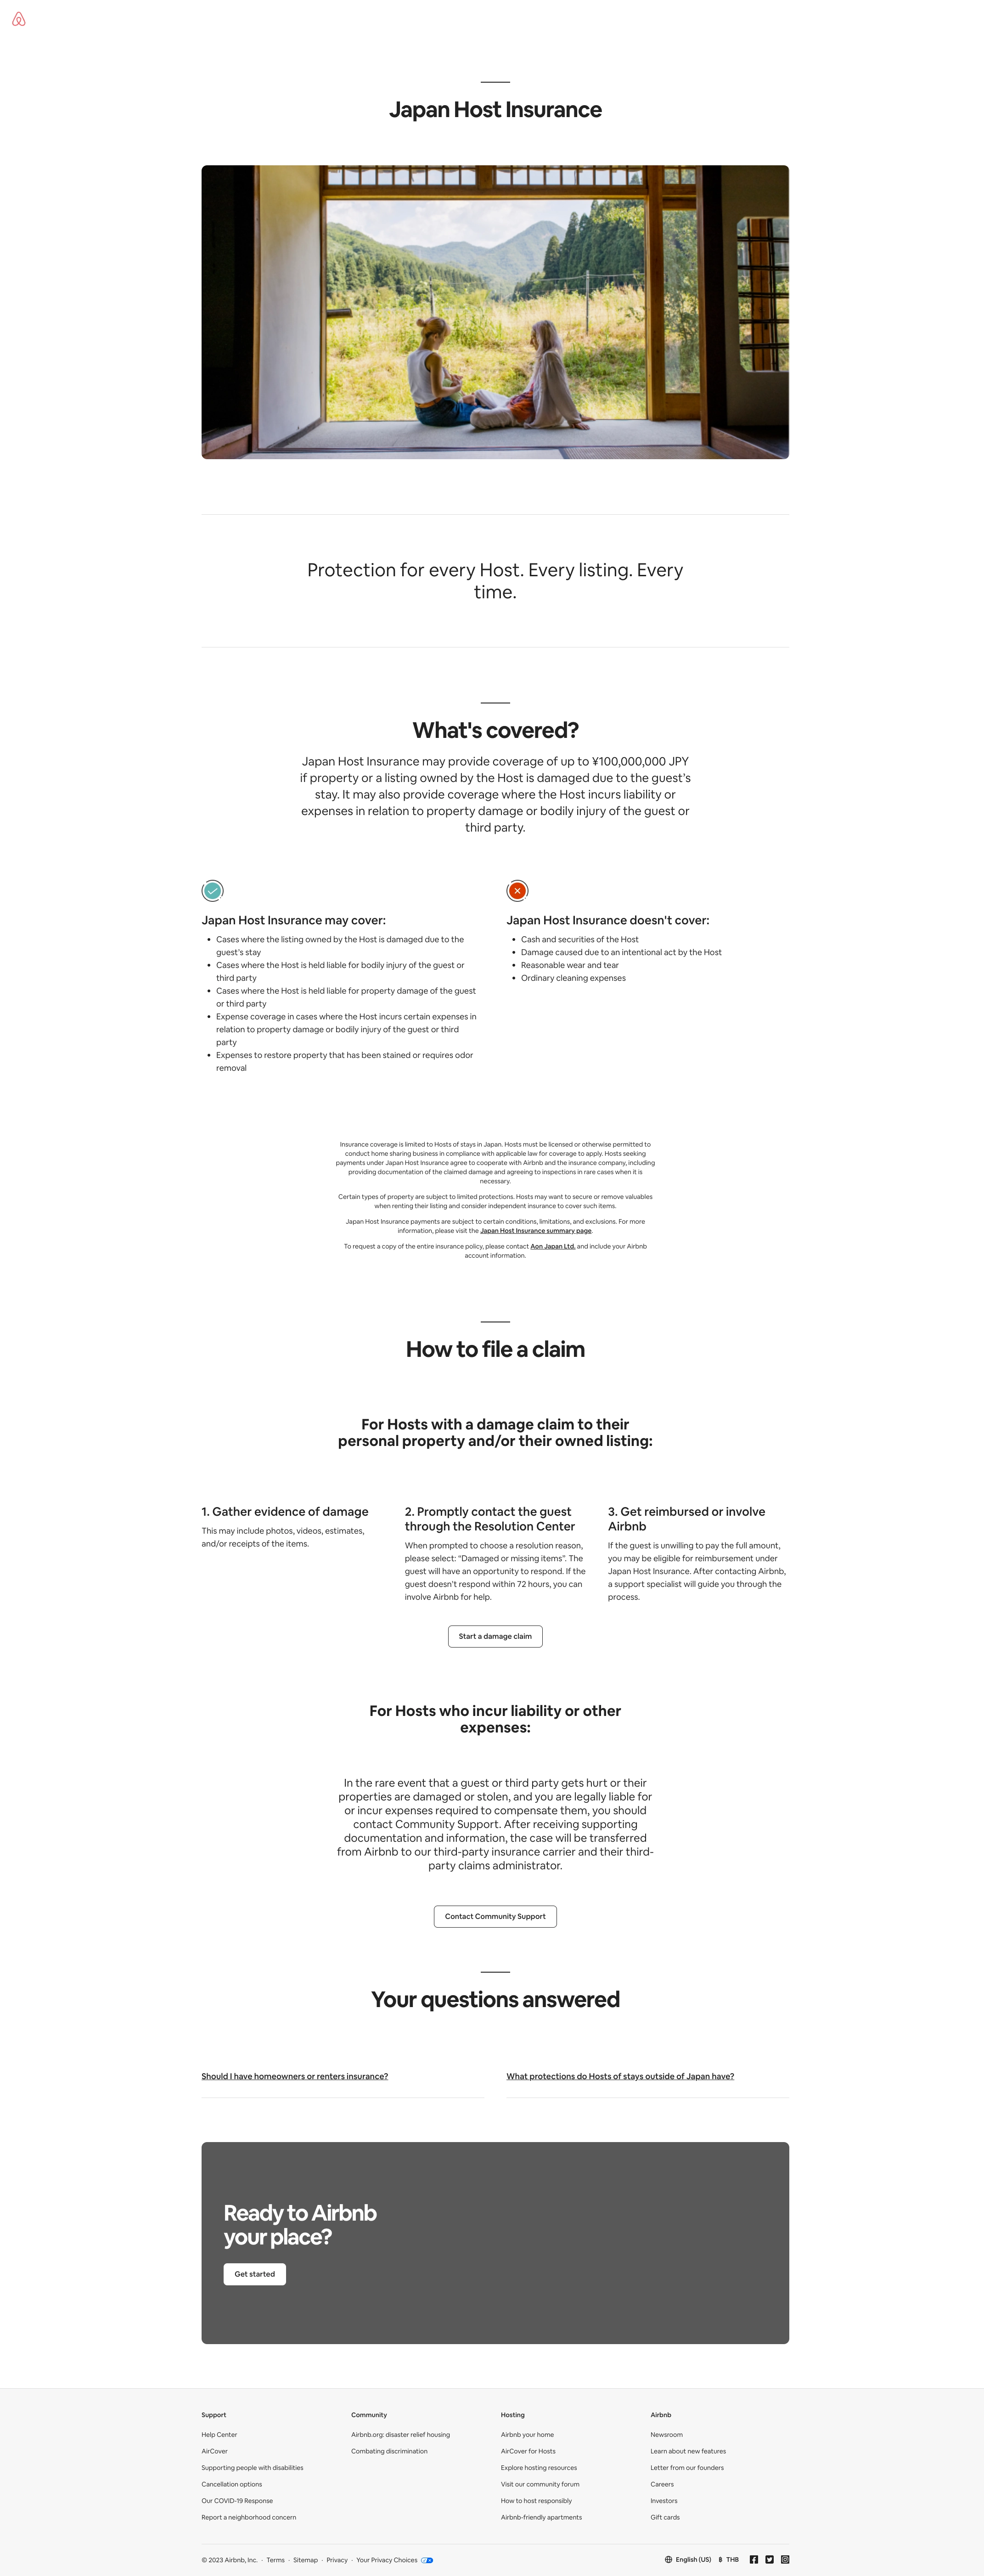 Japan Host Insurance
Protection for every Host. Every listing. Every
time.
What's covered?
Japan Host Insurance may provide coverage of up to ¥100,000,000 JPY
if property or a listing owned by the Host is damaged due to the guest's
stay. It may also provide coverage where the Host incurs liability or
expenses in relation to property damage or bodily injury of the guest or
third party.
Japan Host Insurance may cover:
• Cases where the listing owned by the Host is damaged due to the
guest's stay
• Cases where the Host is held liable for bodily injury of the guest or
third party
• Cases where the Host is held liable for property damage of the guest
or third party
• Expense coverage in cases where the Host incurs certain expenses in
relation to property damage or bodily injury of the guest or third
party
• Expenses to restore property that has been stained or requires odor
removal
Japan Host Insurance doesn't cover:
• Cash and securities of the Host
• Damage caused due to an intentional act by the Host
• Reasonable wear and tear
• Ordinary cleaning expenses
Insurance coverage is limited to Hosts of stays in Japan. Hosts must be licensed or otherwise permitted to
conduct home sharing business in compliance with applicable law for coverage to apply. Hosts seeking
payments under Japan Host Insurance agree to cooperate with Airbnb and the insurance company, including
providing documentation of the claimed damage and agreeing to inspections in rare cases when it is
necessary.
Certain types of property are subject to limited protections. Hosts may want to secure or remove valuables
when renting their listing and consider independent insurance to cover such items.
Japan Host Insurance payments are subject to certain conditions, limitations, and exclusions. For more
information, please visit the Japan Host Insurance summary page.
To request a copy of the entire insurance policy, please contact Aon Japan Ltd. and include your Airbnb
account information.
How to file a claim
For Hosts with a damage claim to their
personal property and/or their owned listing:
1. Gather evidence of damage
This may include photos, videos, estimates,
and/or receipts of the items.
2. Promptly contact the guest
through the Resolution Center
When prompted to choose a resolution reason,
please select: “Damaged or missing items”. The
guest will have an opportunity to respond. If the
guest doesn't respond within 72 hours, you can
involve Airbnb for help.
3. Get reimbursed or involve
Airbnb
If the guest is unwilling to pay the full amount,
you may be eligible for reimbursement under
Japan Host Insurance. After contacting Airbnb,
a support specialist will guide you through the
process.
Start a damage claim
For Hosts who incur liability or other
expenses:
In the rare event that a guest or third party gets hurt or their
properties are damaged or stolen, and you are legally liable for
or incur expenses required to compensate them, you should
contact Community Support. After receiving supporting
documentation and information, the case will be transferred
from Airbnb to our third-party insurance carrier and their third-
party claims administrator.
Contact Community Support
Your questions answered
Should I have homeowners or renters insurance?
What protections do Hosts of stays outside of Japan have?
Ready to Airbnb
your place?
Get started
Support
Help Center
AirCover
Supporting people with disabilities
Cancellation options
Our COVID-19 Response
Report a neighborhood concern
Community
Airbnb.org: disaster relief housing
Combating discrimination
Hosting
Airbnb your home
AirCover for Hosts
Explore hosting resources
Visit our community forum
How to host responsibly
Airbnb-friendly apartments
Airbnb
Newsroom
Learn about new features
Letter from our founders
Careers
Investors
Gift cards
© 2023 Airbnb, Inc. · Terms · Sitemap · Privacy · Your Privacy Choices
English (US) ฿ THB